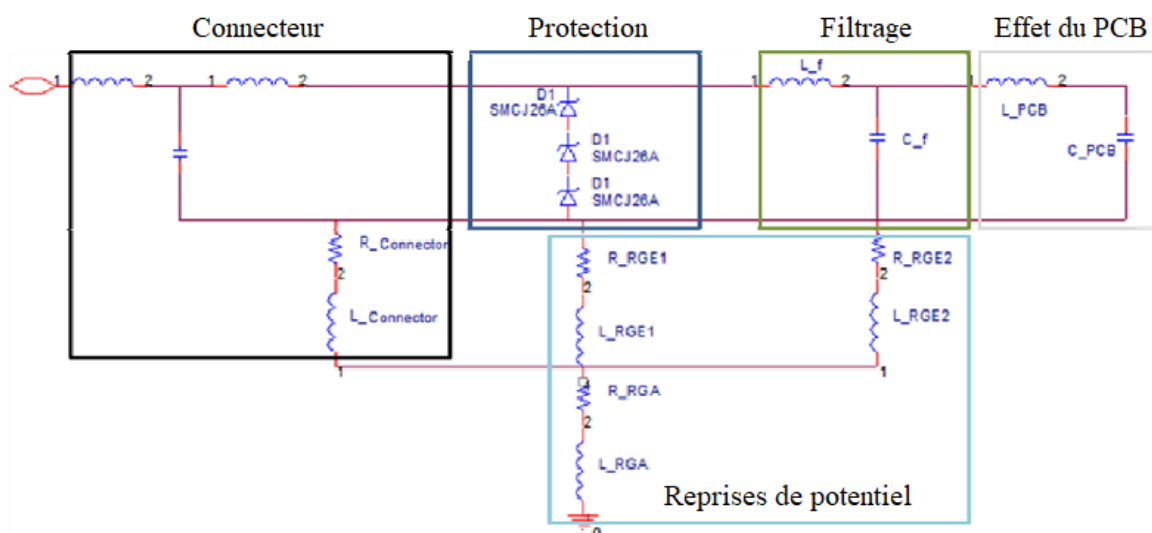 Connecteur
Protection
Filtrage
Effet du PCB
1
2
1
2
1
L_f
2
1
2
L_PCB
D1
SMCJ26A
D1
SMCJ26A
D1
SMCJ26A
C_f
C_PCB
R_Connector
2
L_Connector
1
R_RGE1
2
L_RGE1
R_RGE2
2
L_RGE2
1
R_RGA
2
L_RGA
Reprises de potentiel